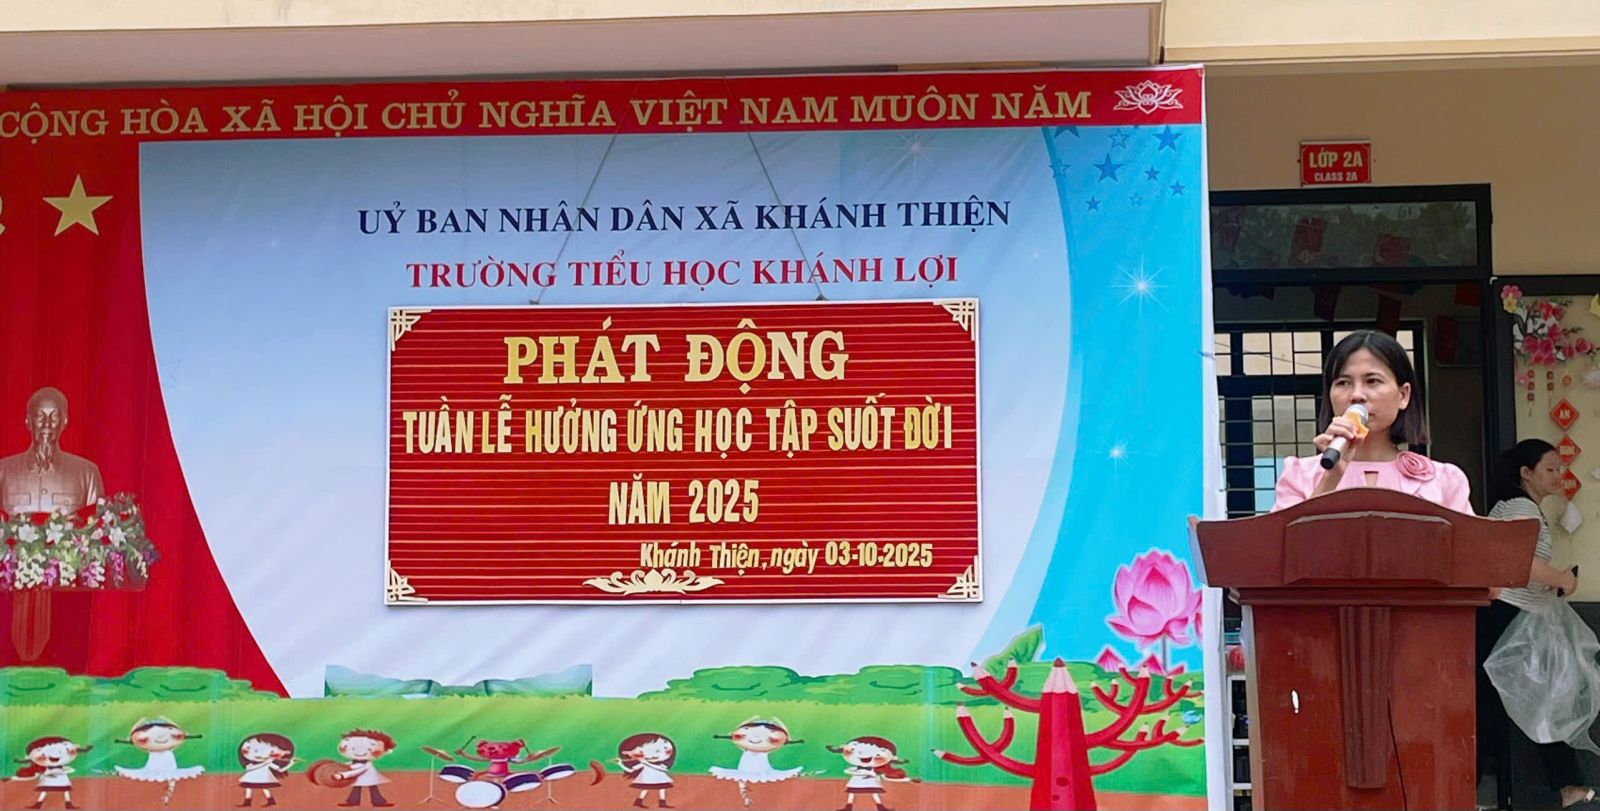 CỘNG HÒA XÃ HỘI CHỦ NGHĨA VIỆT NAM MUÔN NĂM
UỶ BAN NHÂN DÂN XÃ KHÁNH THIỆN
TRƯỜNG TIỂU HỌC KHÁNH LỢI
PHÁT ĐỘNG
TUẦN LỄ HƯỞNG ỨNG HỌC TẬP SUỐT ĐỜI
NĂM 2025
Khánh Thiện, ngày 03-10-2025
LỚP 2A
CLASS 2A
AN